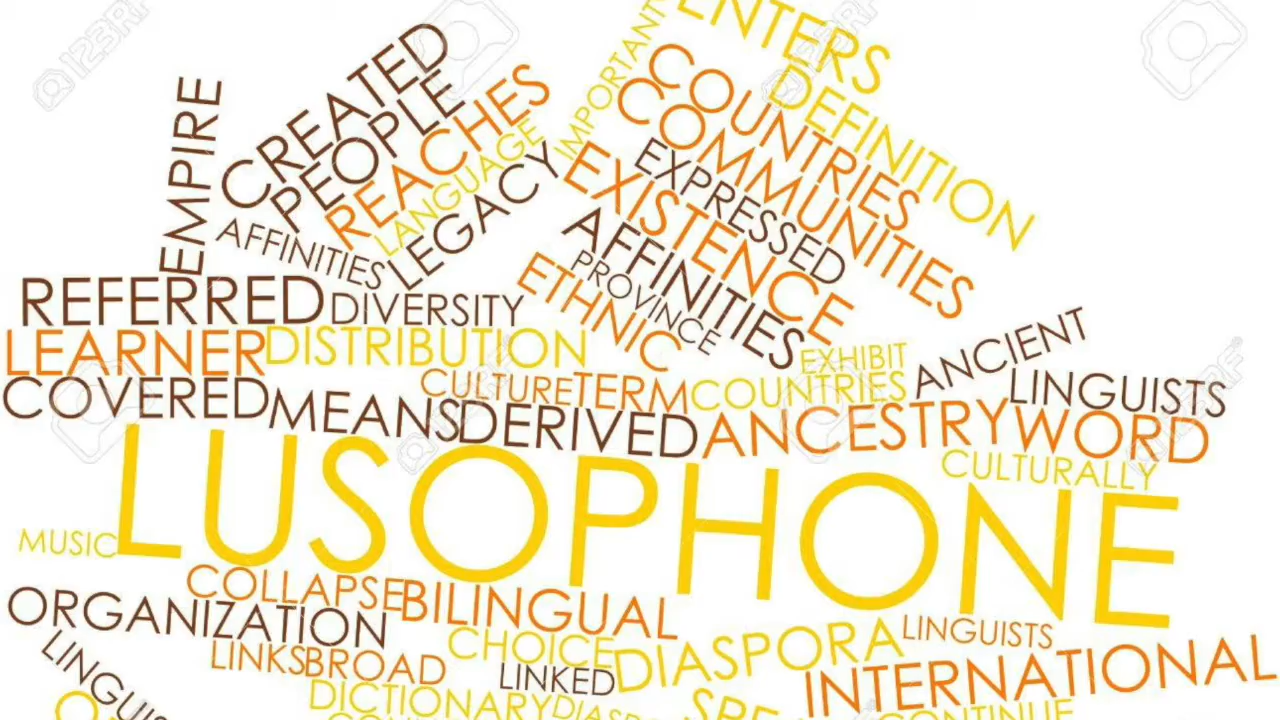 ENTERS
DEFINITION
COUNTRIES
COMMUNITIES
IMPORTANT
EXPRESSED
EXISTENCE
AFFINITIES
PROVINCE
ETHNIC
EMPIRE
CREATED
PEOPLE
REACHES
LANGUAGE
LEGACY
AFFINITIES
REFERRED
DIVERSITY
LEARNER
DISTRIBUTION
EXHIBIT
ANCIENT
CULTURE
TERM
COUNTRIES
LINGUISTS
COVERED
MEANS
DERIVED
ANCESTRY
WORD
CULTURALLY
LUSOPHONE
MUSIC
COLLAPSE
BILINGUAL
ORGANIZATION
CHOICE
DIASPORA
LINGUISTS
LINKS
BROAD
LINKED
INTERNATIONAL
DICTIONARY
CONTINUE
123RF